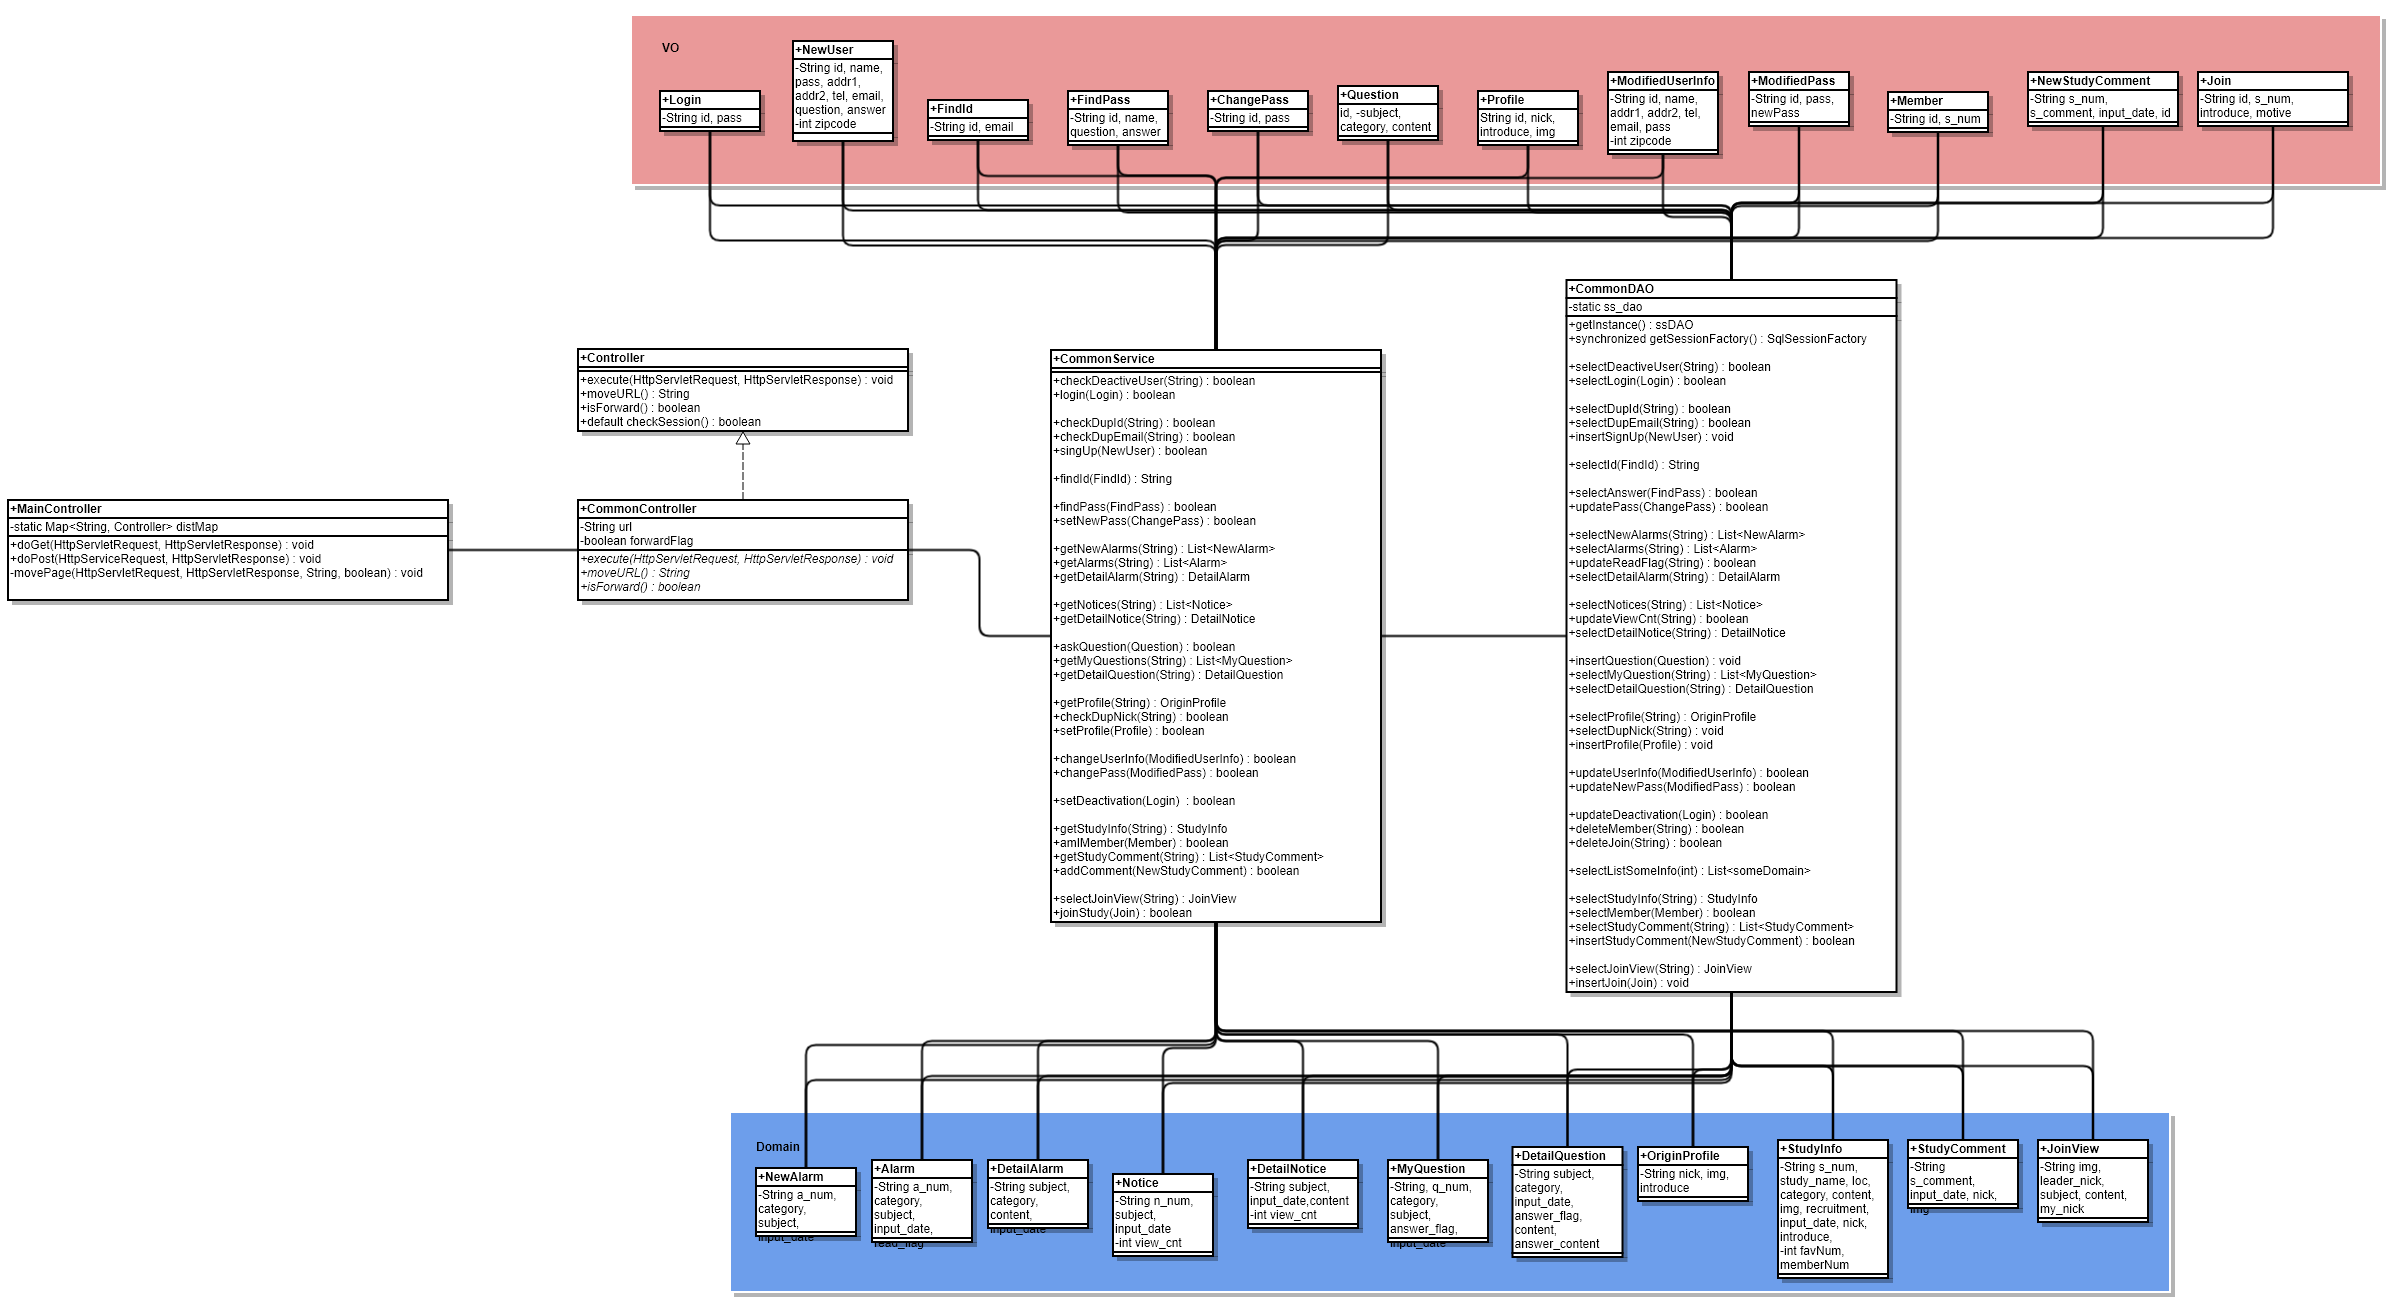 VO
+Login
-String id, pass
+NewUser
-String id, name,
pass, addr1,
addr2, tel, email,
question, answer
-int zipcode
+FindId
-String id, email
+FindPass
-String id, name,
question, answer
+ChangePass
-String id, pass
+Question
id, -subject,
category, content
+Profile
String id, nick,
introduce, img
+ModifiedUserInfo
-String id, name,
addr1, addr2, tel,
email, pass
-int zipcode
+ModifiedPass
-String id, pass,
newPass
+Member
-String id, s_num
+NewStudyComment
-String s_num,
s_comment, input_date, id
+Join
-String id, s_num,
introduce, motive
+Controller
+execute(HttpServletRequest, HttpServletResponse) : void
+moveURL() : String
+isForward() : boolean
+default checkSession() : boolean
+MainController
-static Map<String, Controller> distMap
+doGet(HttpServletRequest, HttpServletResponse) : void
+doPost(HttpServiceRequest, HttpServletResponse) : void
-movePage(HttpServletRequest, HttpServletResponse, String, boolean) : void
+CommonController
-String url
-boolean forwardFlag
+execute(HttpServletRequest, HttpServletResponse) : void
+moveURL() : String
+isForward() : boolean
+CommonService
+checkDeactiveUser(String) : boolean
+login(Login) : boolean
+checkDupId(String) : boolean
+checkDupEmail(String) : boolean
+singUp(NewUser) : boolean
+findId(FindId) : String
+findPass(FindPass) : boolean
+setNewPass(ChangePass) : boolean
+getNewAlarms(String) : List<NewAlarm>
+getAlarms(String) : List<Alarm>
+getDetailAlarm(String) : DetailAlarm
+getNotices(String) : List<Notice>
+getDetailNotice(String) : DetailNotice
+askQuestion(Question) : boolean
+getMyQuestions(String) : List<MyQuestion>
+getDetailQuestion(String) : DetailQuestion
+getProfile(String) : OriginProfile
+checkDupNick(String) : boolean
+setProfile(Profile) : boolean
+changeUserInfo(ModifiedUserInfo) : boolean
+changePass(ModifiedPass) : boolean
+setDeactivation(Login)  : boolean
+getStudyInfo(String) : StudyInfo
+amIMember(Member) : boolean
+getStudyComment(String) : List<StudyComment>
+addComment(NewStudyComment) : boolean
+selectJoinView(String) : JoinView
+joinStudy(Join) : boolean
+CommonDAO
-static ss_dao
+getInstance() : ssDAO
+synchronized getSessionFactory() : SqlSessionFactory
+selectDeactiveUser(String) : boolean
+selectLogin(Login) : boolean
+selectDupId(String) : boolean
+selectDupEmail(String) : boolean
+insertSignUp(NewUser) : void
+selectId(FindId) : String
+selectAnswer(FindPass) : boolean
+updatePass(ChangePass) : boolean
+selectNewAlarms(String) : List<NewAlarm>
+selectAlarms(String) : List<Alarm>
+updateReadFlag(String) : boolean
+selectDetailAlarm(String) : DetailAlarm
+selectNotices(String) : List<Notice>
+updateViewCnt(String) : boolean
+selectDetailNotice(String) : DetailNotice
+insertQuestion(Question) : void
+selectMyQuestion(String) : List<MyQuestion>
+selectDetailQuestion(String) : DetailQuestion
+selectProfile(String) : OriginProfile
+selectDupNick(String) : void
+insertProfile(Profile) : void
+updateUserInfo(ModifiedUserInfo) : boolean
+updateNewPass(ModifiedPass) : boolean
+updateDeactivation(Login) : boolean
+deleteMember(String) : boolean
+deleteJoin(String) : boolean
+selectListSomeInfo(int) : List<someDomain>
+selectStudyInfo(String) : StudyInfo
+selectMember(Member) : boolean
+selectStudyComment(String) : List<StudyComment>
+insertStudyComment(NewStudyComment) : boolean
+selectJoinView(String) : JoinView
+insertJoin(Join) : void
Domain
+NewAlarm
-String a_num,
category,
subject,
input_date
+Alarm
-String a_num,
category,
subject,
input_date,
read_flag
+DetailAlarm
-String subject,
category,
content,
input_date
+Notice
-String n_num,
subject,
input_date
-int view_cnt
+DetailNotice
-String subject,
input_date,content
-int view_cnt
+MyQuestion
-String, q_num,
category,
subject,
answer_flag,
input_date
+DetailQuestion
-String subject,
category,
input_date,
answer_flag,
content,
answer_content
+OriginProfile
-String nick, img,
introduce
+StudyInfo
-String s_num,
study_name, loc,
category, content,
img, recruitment,
input_date, nick,
introduce,
-int favNum,
memberNum
+StudyComment
-String
s_comment,
input_date, nick,
img
+JoinView
-String img,
leader_nick,
subject, content,
my_nick